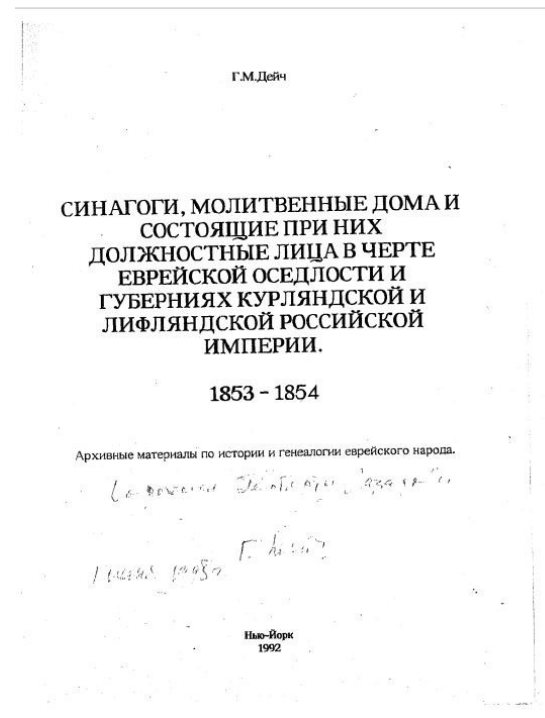 Г.М.Дейч
СИНАГОГИ, МОЛИТВЕННЫЕ ДОМА И
СОСТОЯЩИЕ ПРИ НИХ
ДОЛЖНОСТНЫЕ ЛИЦА В ЧЕРТЕ
ЕВРЕЙСКОЙ ОСЕДЛОСТИ И
ГУБЕРНИЯХ КУРЛЯНДСКОЙ И
ЛИФЛЯНДСКОЙ РОССИЙСКОЙ
ИМПЕРИИ.
1853 - 1854
Архивные материалы по истории и генеалогии еврейского народа.
Нью-Йорк
1992